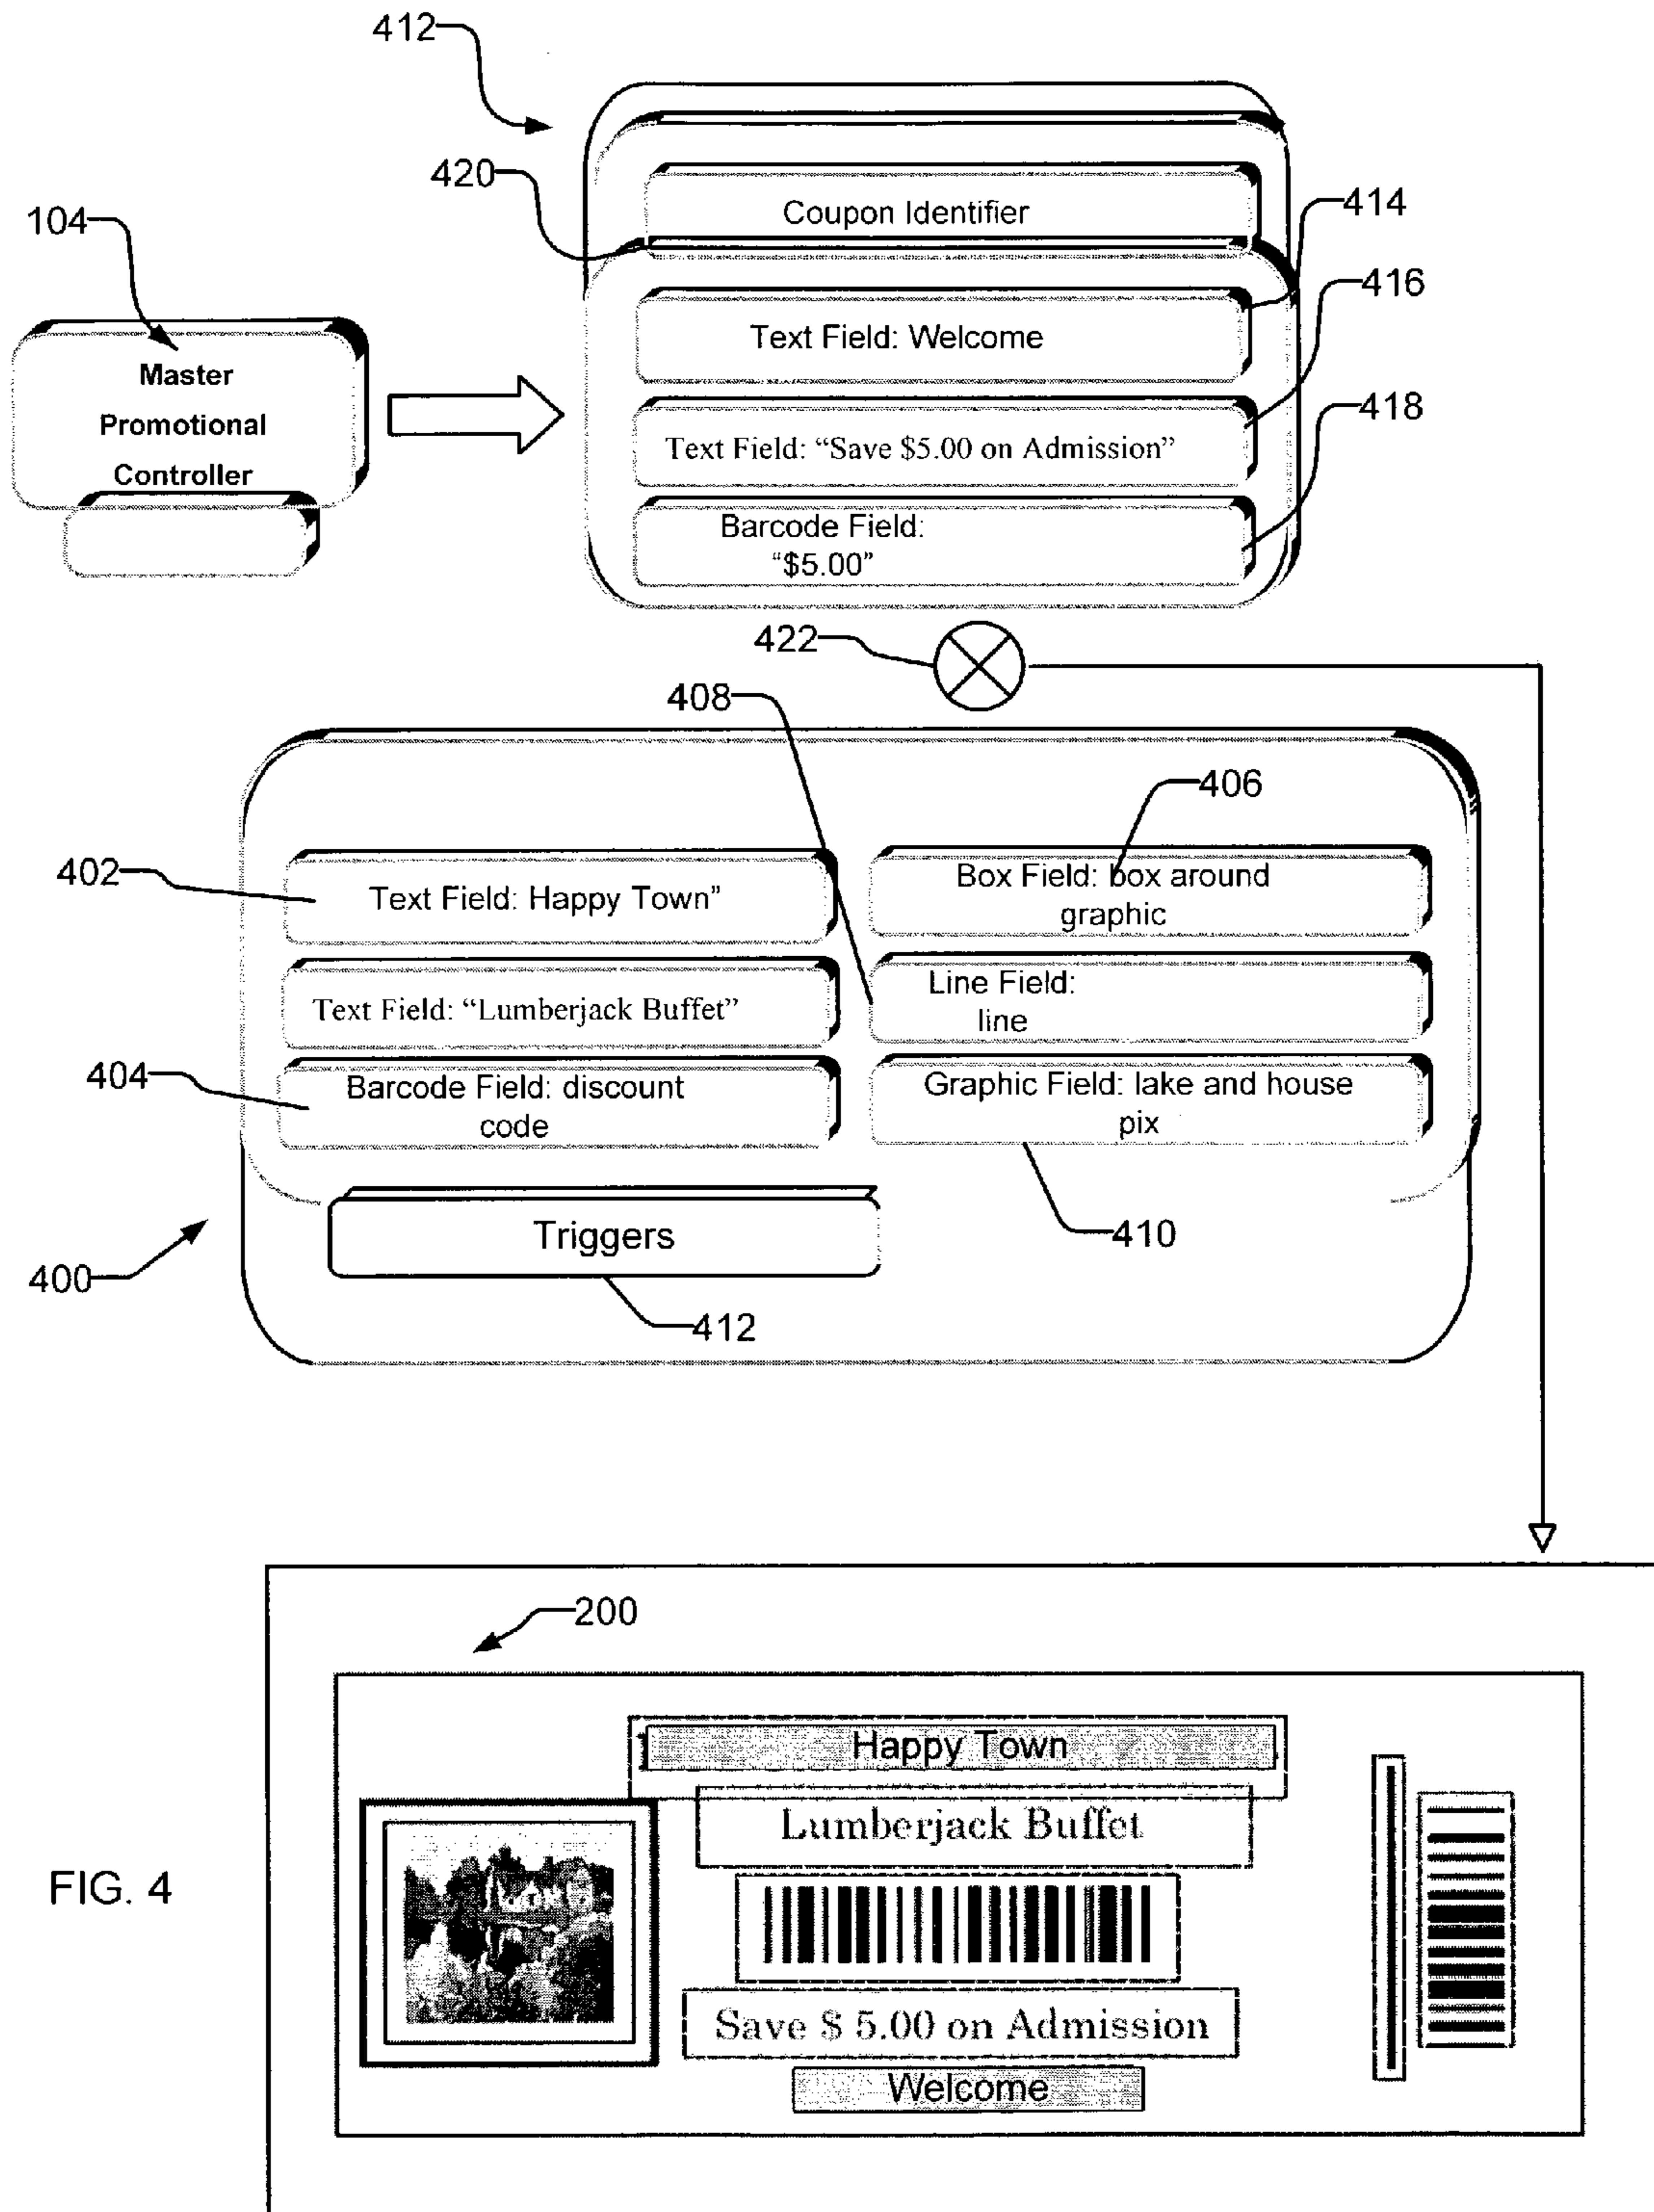 412
420
Coupon Identifier
414
104
Text Field: Welcome
416
Master
Promotional
Controller
Text Field: “Save $5.00 on Admission”
418
Barcode Field:
“$5.00”
422
408
406
402
Text Field: Happy Town”
Box Field: box around
graphic
Text Field: “Lumberjack Buffet”
Line Field:
line
404
Barcode Field: discount
code
Graphic Field: lake and house
pix
Triggers
410
400
412
200
Happy Town
Lumberjack Buffet
FIG. 4
Save $ 5.00 on Admission
Welcome